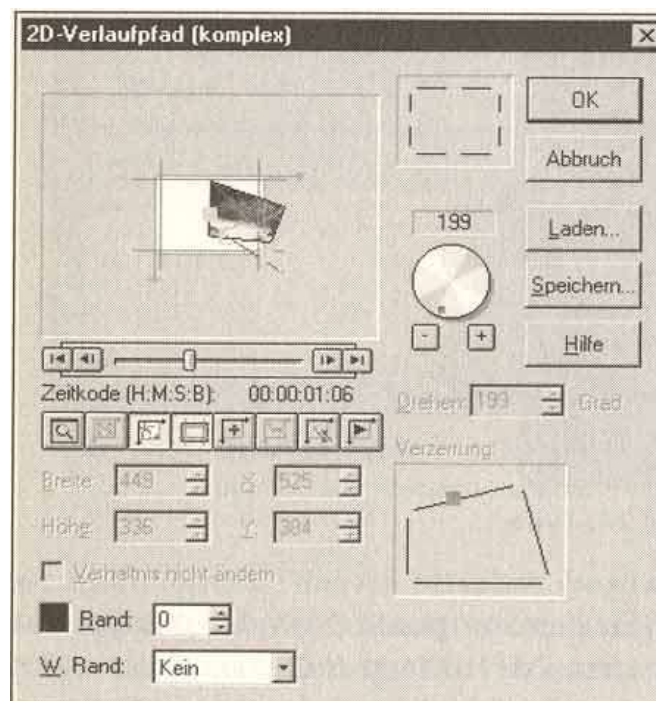 2D-Verlaufpfad (komplex)
OK
Abbruch
199
Laden...
Speichern...
- +
Hilfe
Zeitkode (H:M:S:B): 00:00:01:06
Drehen: 199 Grad
Verzerrung:
Breite: 449 X: 525
Höhe: 336 Y: 384
Verhältnis nicht ändern
Rand: 0
W. Rand: Kein